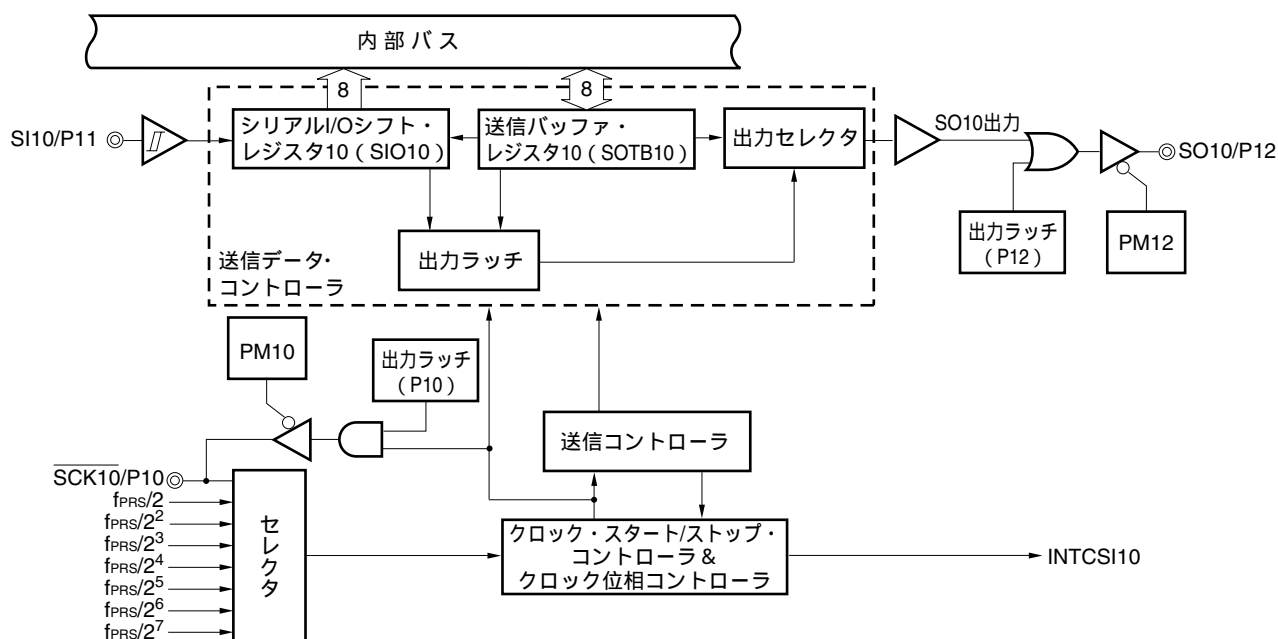 内部バス
8
8
シリアルI/Oシフト・
レジスタ10（SIO10）
送信バッファ・
レジスタ10（SOTB10）
出力セレクタ
SI10/P11
SO10出力
SO10/P12
出力ラッチ
（P12）
PM12
出力ラッチ
送信データ・
コントローラ
PM10
出力ラッチ
（P10）
送信コントローラ
SCK10/P10
fPRS/2
fPRS/2²
fPRS/2³
fPRS/2⁴
fPRS/2⁵
fPRS/2⁶
fPRS/2⁷
セレクタ
クロック・スタート/ストップ・
コントローラ＆
クロック位相コントローラ
INTCSI10